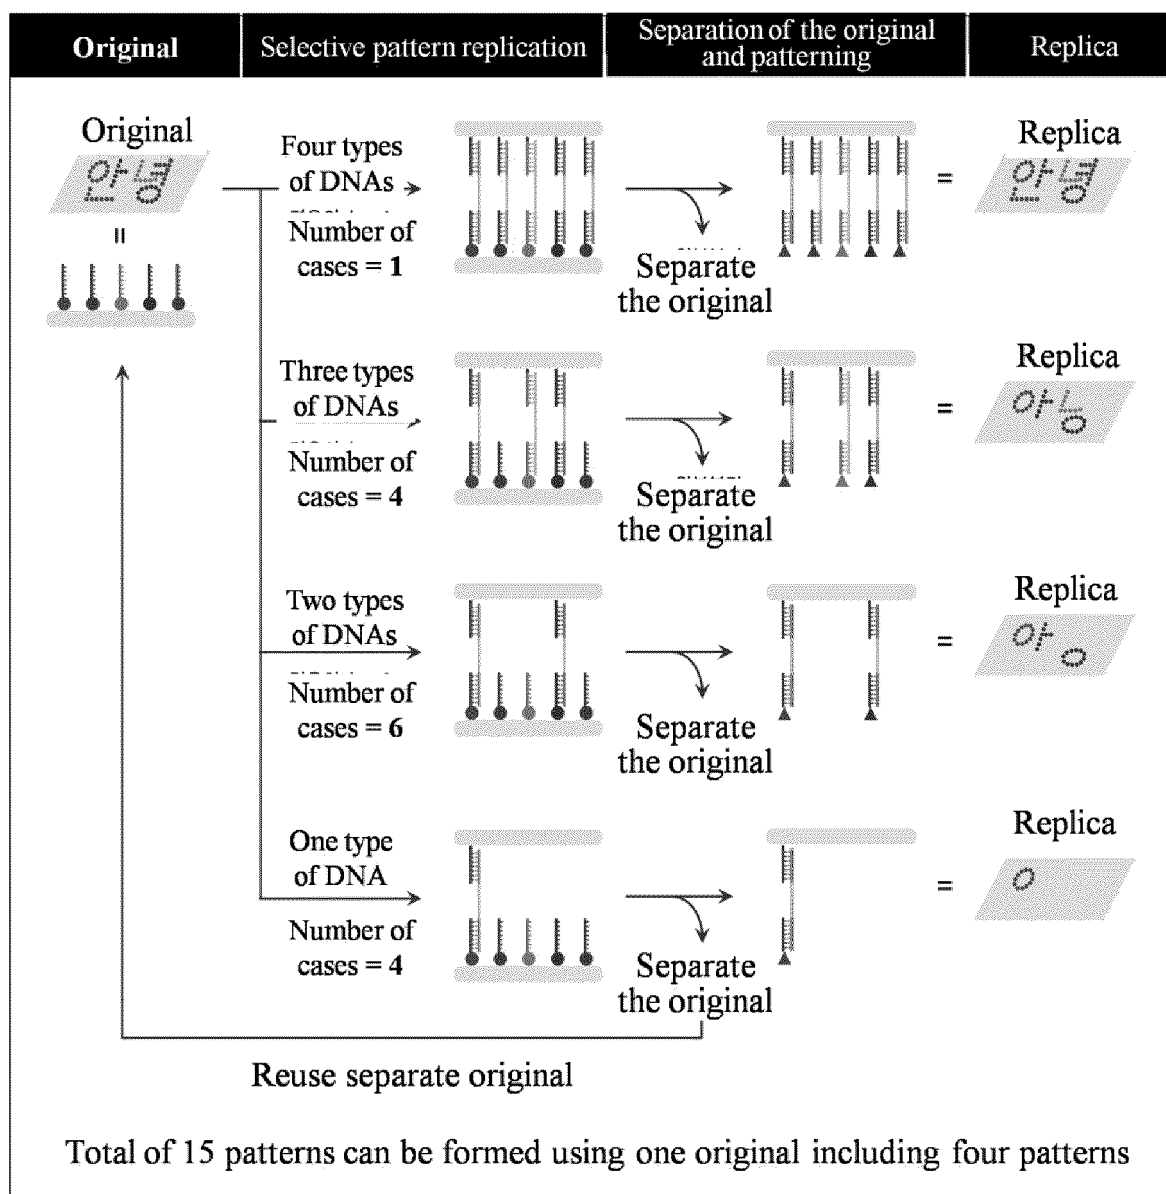 Original
Selective pattern replication
Separation of the original
and patterning
Replica
Original
안녕
=
Four types
of DNAs
Number of
cases = 1
Separate
the original
=
Replica
안녕
Three types
of DNAs
Number of
cases = 4
Separate
the original
=
Replica
Two types
of DNAs
Number of
cases = 6
Separate
the original
=
Replica
One type
of DNA
Number of
cases = 4
Separate
the original
=
Replica
Reuse separate original
Total of 15 patterns can be formed using one original including four patterns